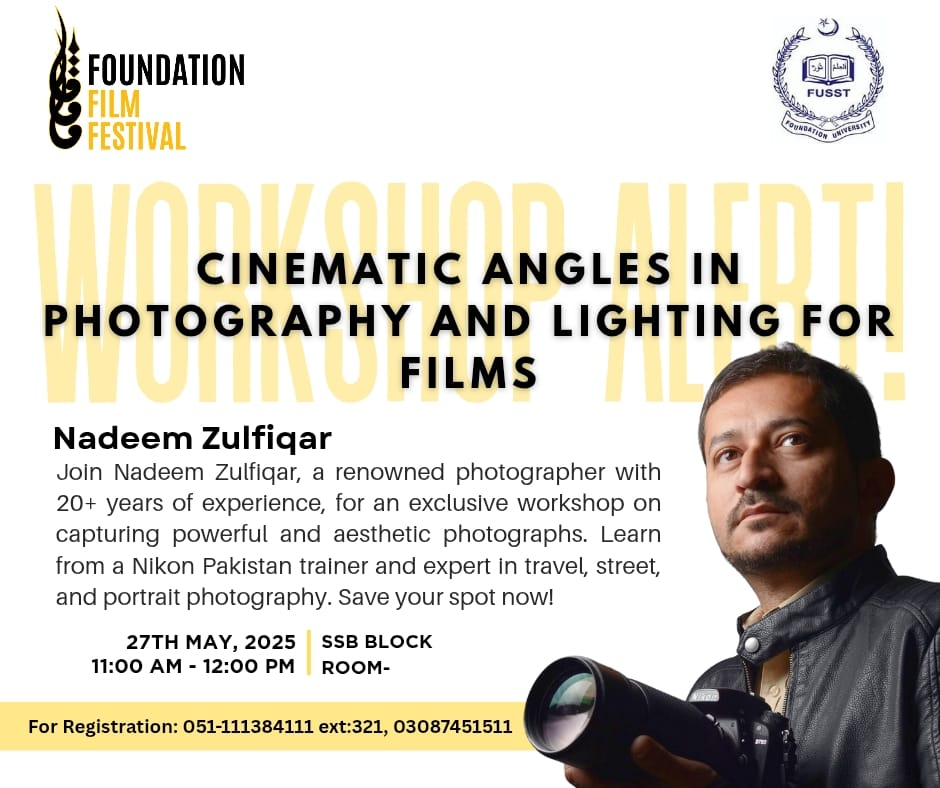 FOUNDATION
FILM
FESTIVAL
FUSST
FOUNDATION UNIVERSITY
WORKSHOP ALERT!
CINEMATIC ANGLES IN
PHOTOGRAPHY AND LIGHTING FOR
FILMS
Nadeem Zulfiqar
Join Nadeem Zulfiqar, a renowned photographer with
20+ years of experience, for an exclusive workshop on
capturing powerful and aesthetic photographs. Learn
from a Nikon Pakistan trainer and expert in travel, street,
and portrait photography. Save your spot now!
27TH MAY, 2025
11:00 AM - 12:00 PM
SSB BLOCK
ROOM-
For Registration: 051-111384111 ext:321, 03087451511
Nikon